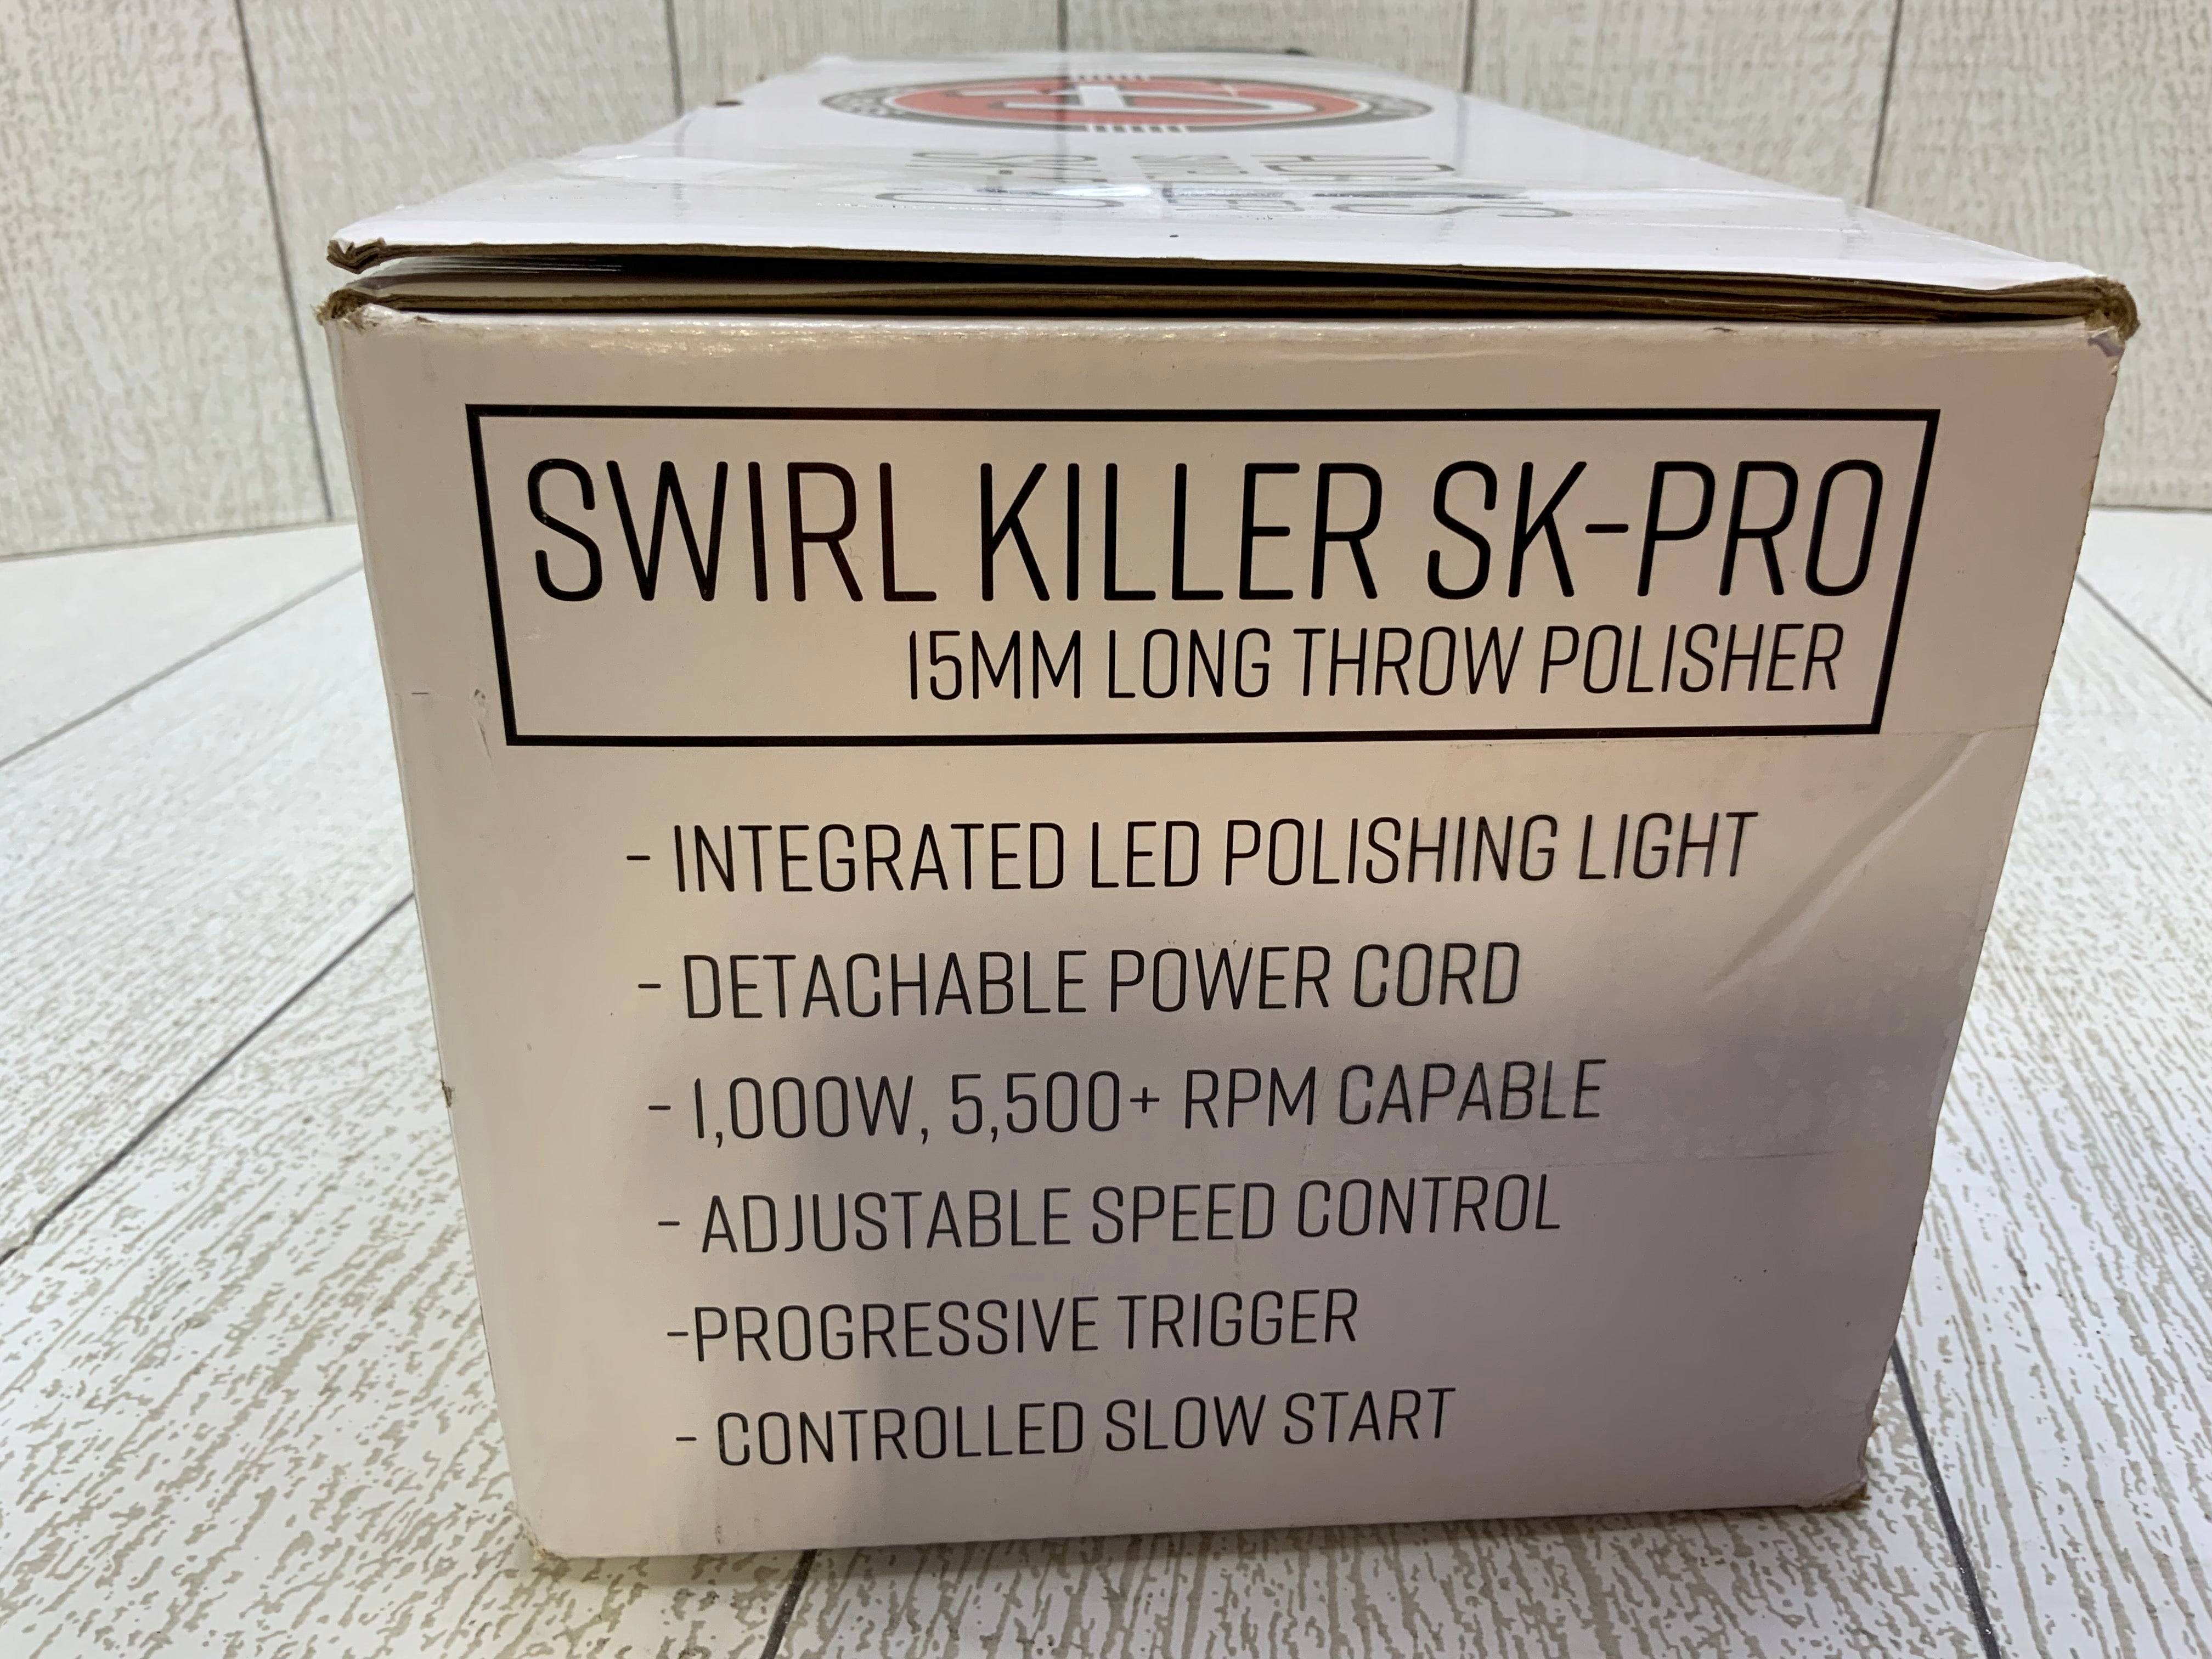 SWIRL KILLER SK-PRO
15MM LONG THROW POLISHER
- INTEGRATED LED POLISHING LIGHT
- DETACHABLE POWER CORD
- 1,000W, 5,500+ RPM CAPABLE
- ADJUSTABLE SPEED CONTROL
-PROGRESSIVE TRIGGER
- CONTROLLED SLOW START